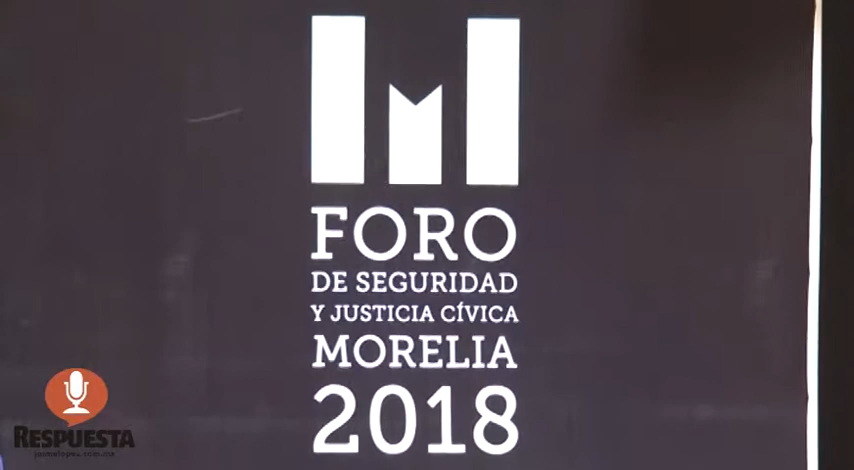 FORO
DE SEGURIDAD
Y JUSTICIA CÍVICA
MORELIA
2018
RESPUESTA